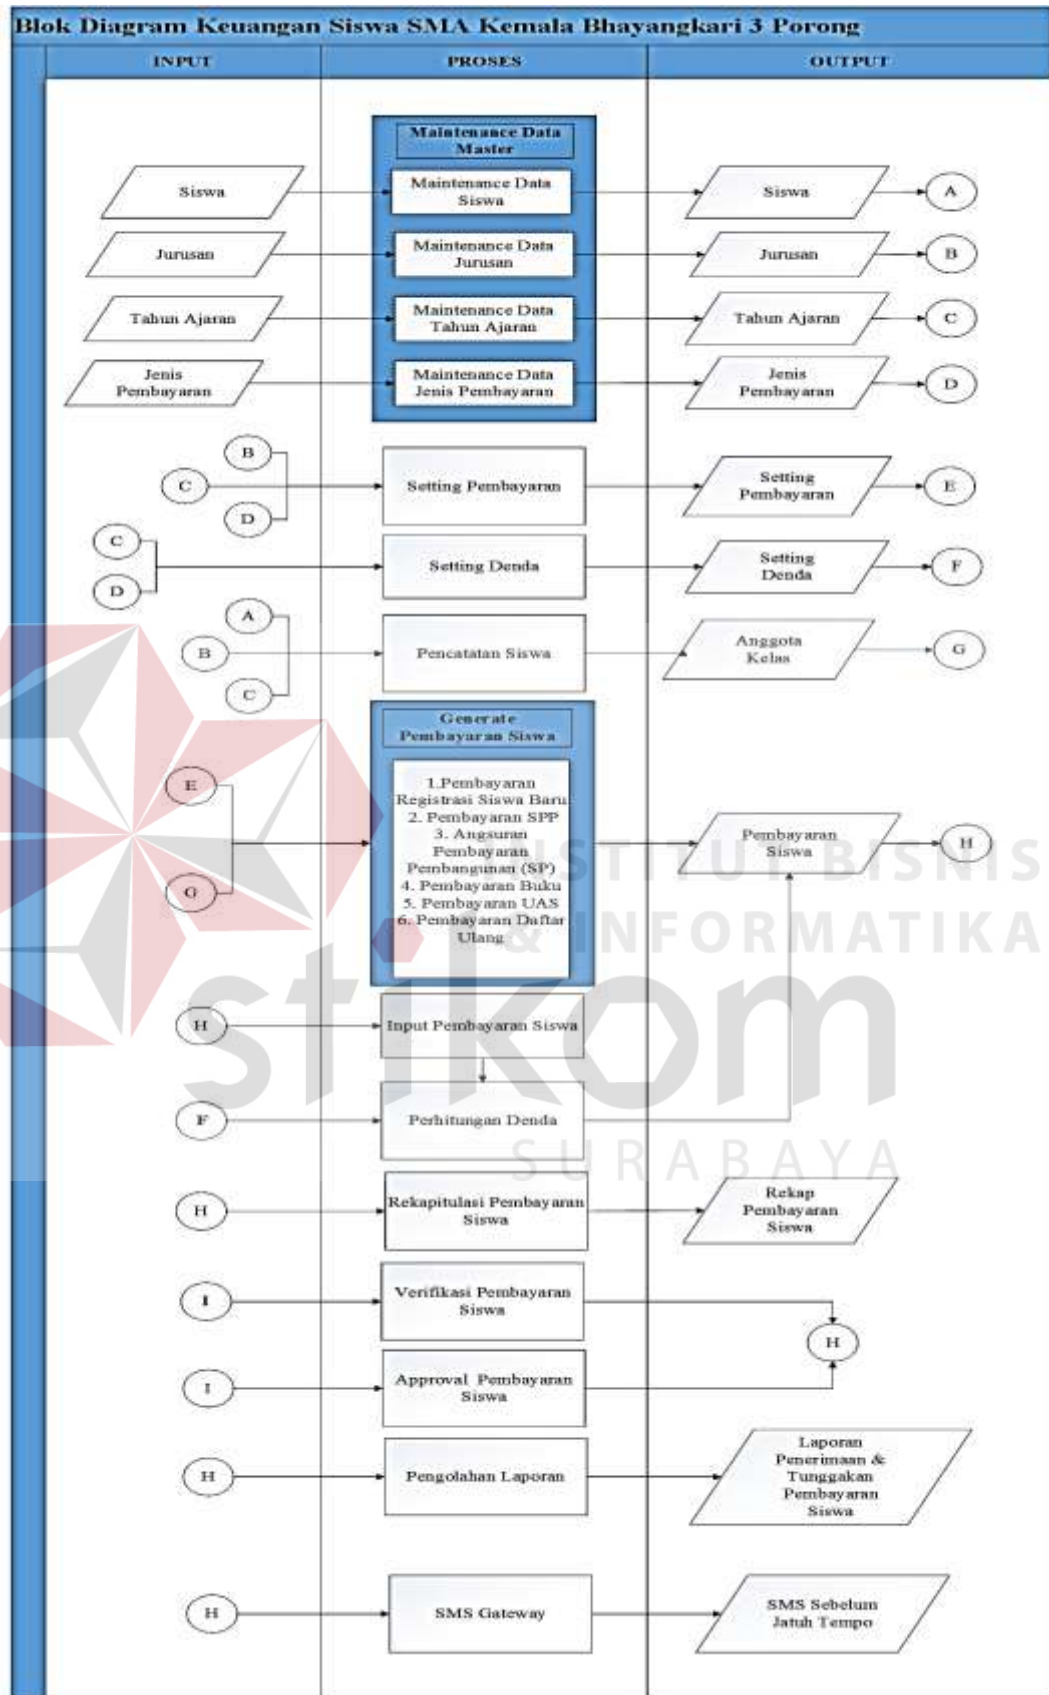 Blok Diagram Keuangan Siswa SMA Kemala Bhayangkari 3 Porong
INPUT
PROSES
OUTPUT
Maintenance Data
Master
Siswa
Maintenance Data
Siswa
Siswa
A
Jurusan
Maintenance Data
Jurusan
Jurusan
B
Tahun Ajaran
Maintenance Data
Tahun Ajaran
Tahun Ajaran
C
Jenis
Pembayaran
Maintenance Data
Jenis Pembayaran
Jenis
Pembayaran
D
B
C
D
Setting Pembayaran
Setting
Pembayaran
E
C
D
Setting Denda
Setting
Denda
F
A
B
C
Pencatatan Siswa
Anggota
Kelas
G
Generate
Pembayaran Siswa
E
G
1.Pembayaran
Registrasi Siswa Baru
2. Pembayaran SPP
3. Angsuran
Pembayaran
Pembangunan (SP)
4. Pembayaran Buku
5. Pembayaran UAS
6. Pembayaran Daftar
Ulang
Pembayaran
Siswa
H
INSTITUT BISNIS
& INFORMATIKA
stikom
SURABAYA
H
Input Pembayaran Siswa
F
Perhitungan Denda
H
Rekapitulasi Pembayaran
Siswa
Rekap
Pembayaran
Siswa
I
Verifikasi Pembayaran
Siswa
H
I
Approval Pembayaran
Siswa
H
Pengolahan Laporan
Laporan
Penerimaan &
Tunggakan
Pembayaran
Siswa
H
SMS Gateway
SMS Sebelum
Jatuh Tempo